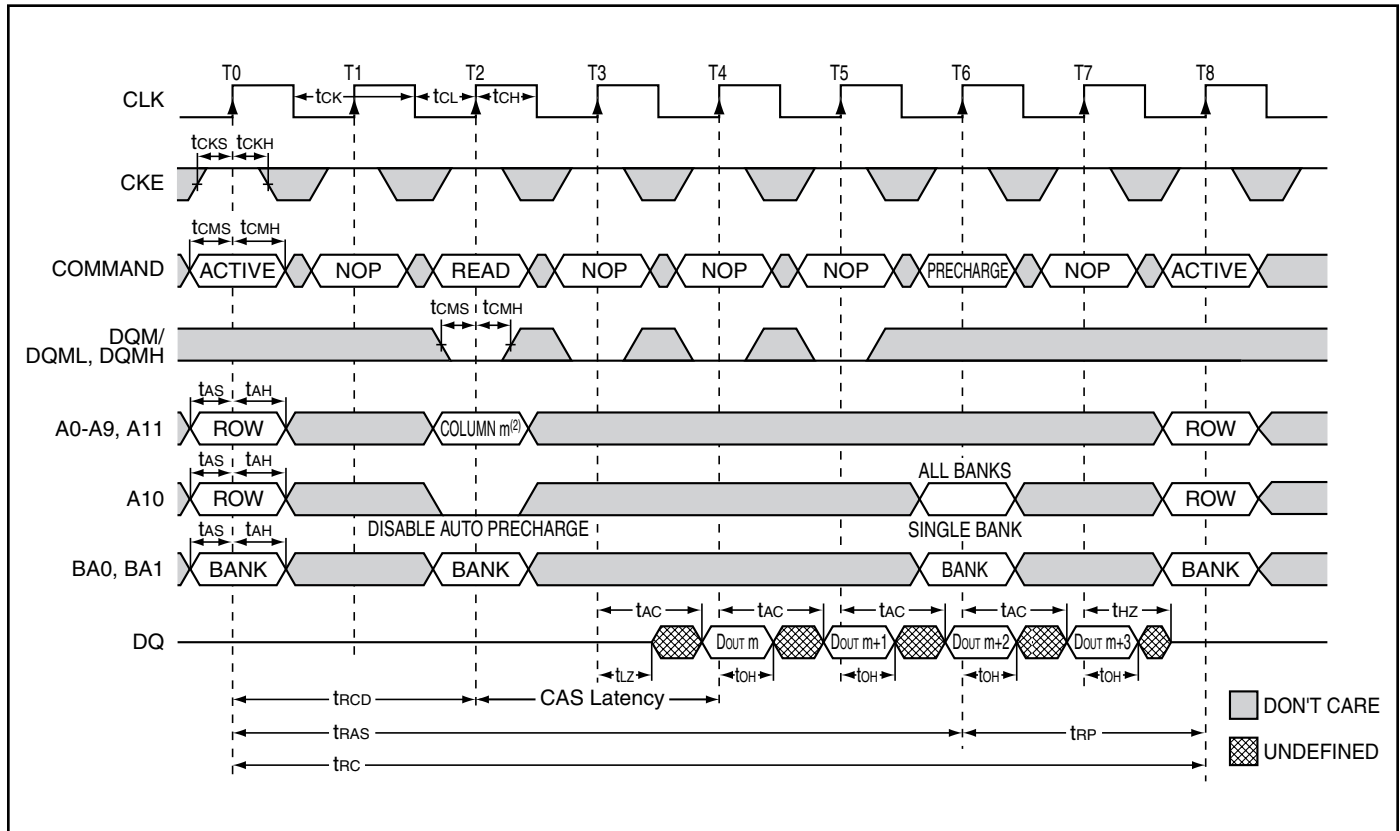 T0 T1 T2 T3 T4 T5 T6 T7 T8
CLK
tCK tCL tCH
tCKS tCKH
CKE
tCMS tCMH
COMMAND ACTIVE NOP READ NOP NOP NOP PRECHARGE NOP ACTIVE
tCMS tCMH
DQM/
DQML, DQMH
tAS tAH
A0-A9, A11 ROW COLUMN m(2) ROW
tAS tAH ALL BANKS
A10 ROW ROW
DISABLE AUTO PRECHARGE SINGLE BANK
tAS tAH
BA0, BA1 BANK BANK BANK BANK
tAC tAC tAC tAC tHZ
DQ DOUT m DOUT m+1 DOUT m+2 DOUT m+3
tLZ tOH tOH tOH tOH
tRCD CAS Latency
DON'T CARE
tRAS tRP
UNDEFINED
tRC